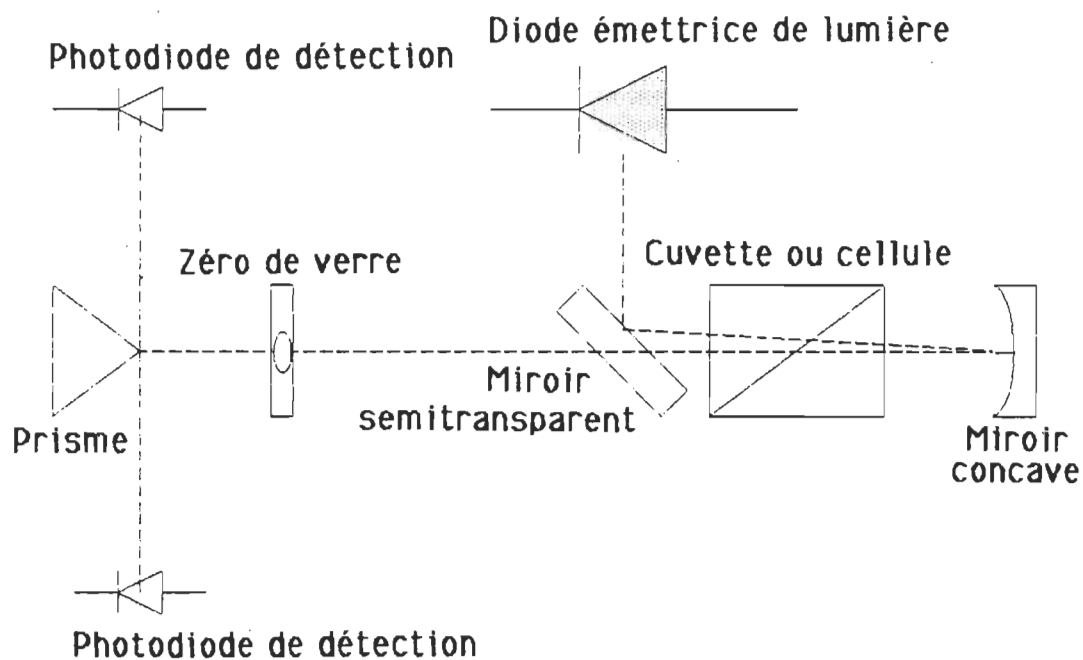 Diode émettrice de lumière
Photodiode de détection
Cuvette ou cellule
Zéro de verre
Miroir
semitransparent
Prisme
Miroir
concave
Photodiode de détection